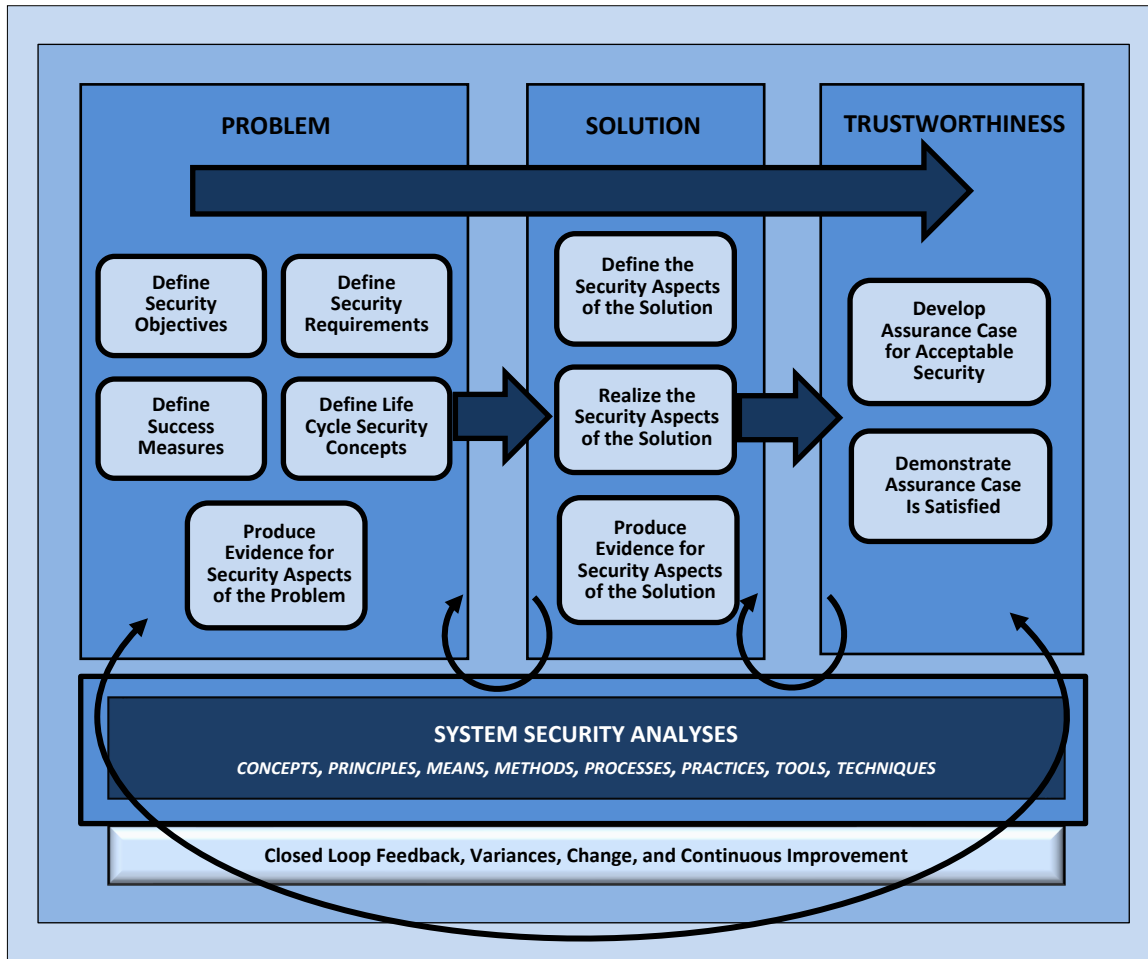 PROBLEM
Define
Security
Objectives
Define
Security
Requirements
Define
Success
Measures
Define Life
Cycle Security
Concepts
Produce
Evidence for
Security Aspects
of the Problem
SOLUTION
Define the
Security Aspects
of the Solution
Realize the
Security Aspects
of the Solution
Produce
Evidence for
Security Aspects
of the Solution
TRUSTWORTHINESS
Develop
Assurance Case
for Acceptable
Security
Demonstrate
Assurance Case
Is Satisfied
SYSTEM SECURITY ANALYSES
CONCEPTS, PRINCIPLES, MEANS, METHODS, PROCESSES, PRACTICES, TOOLS, TECHNIQUES
Closed Loop Feedback, Variances, Change, and Continuous Improvement